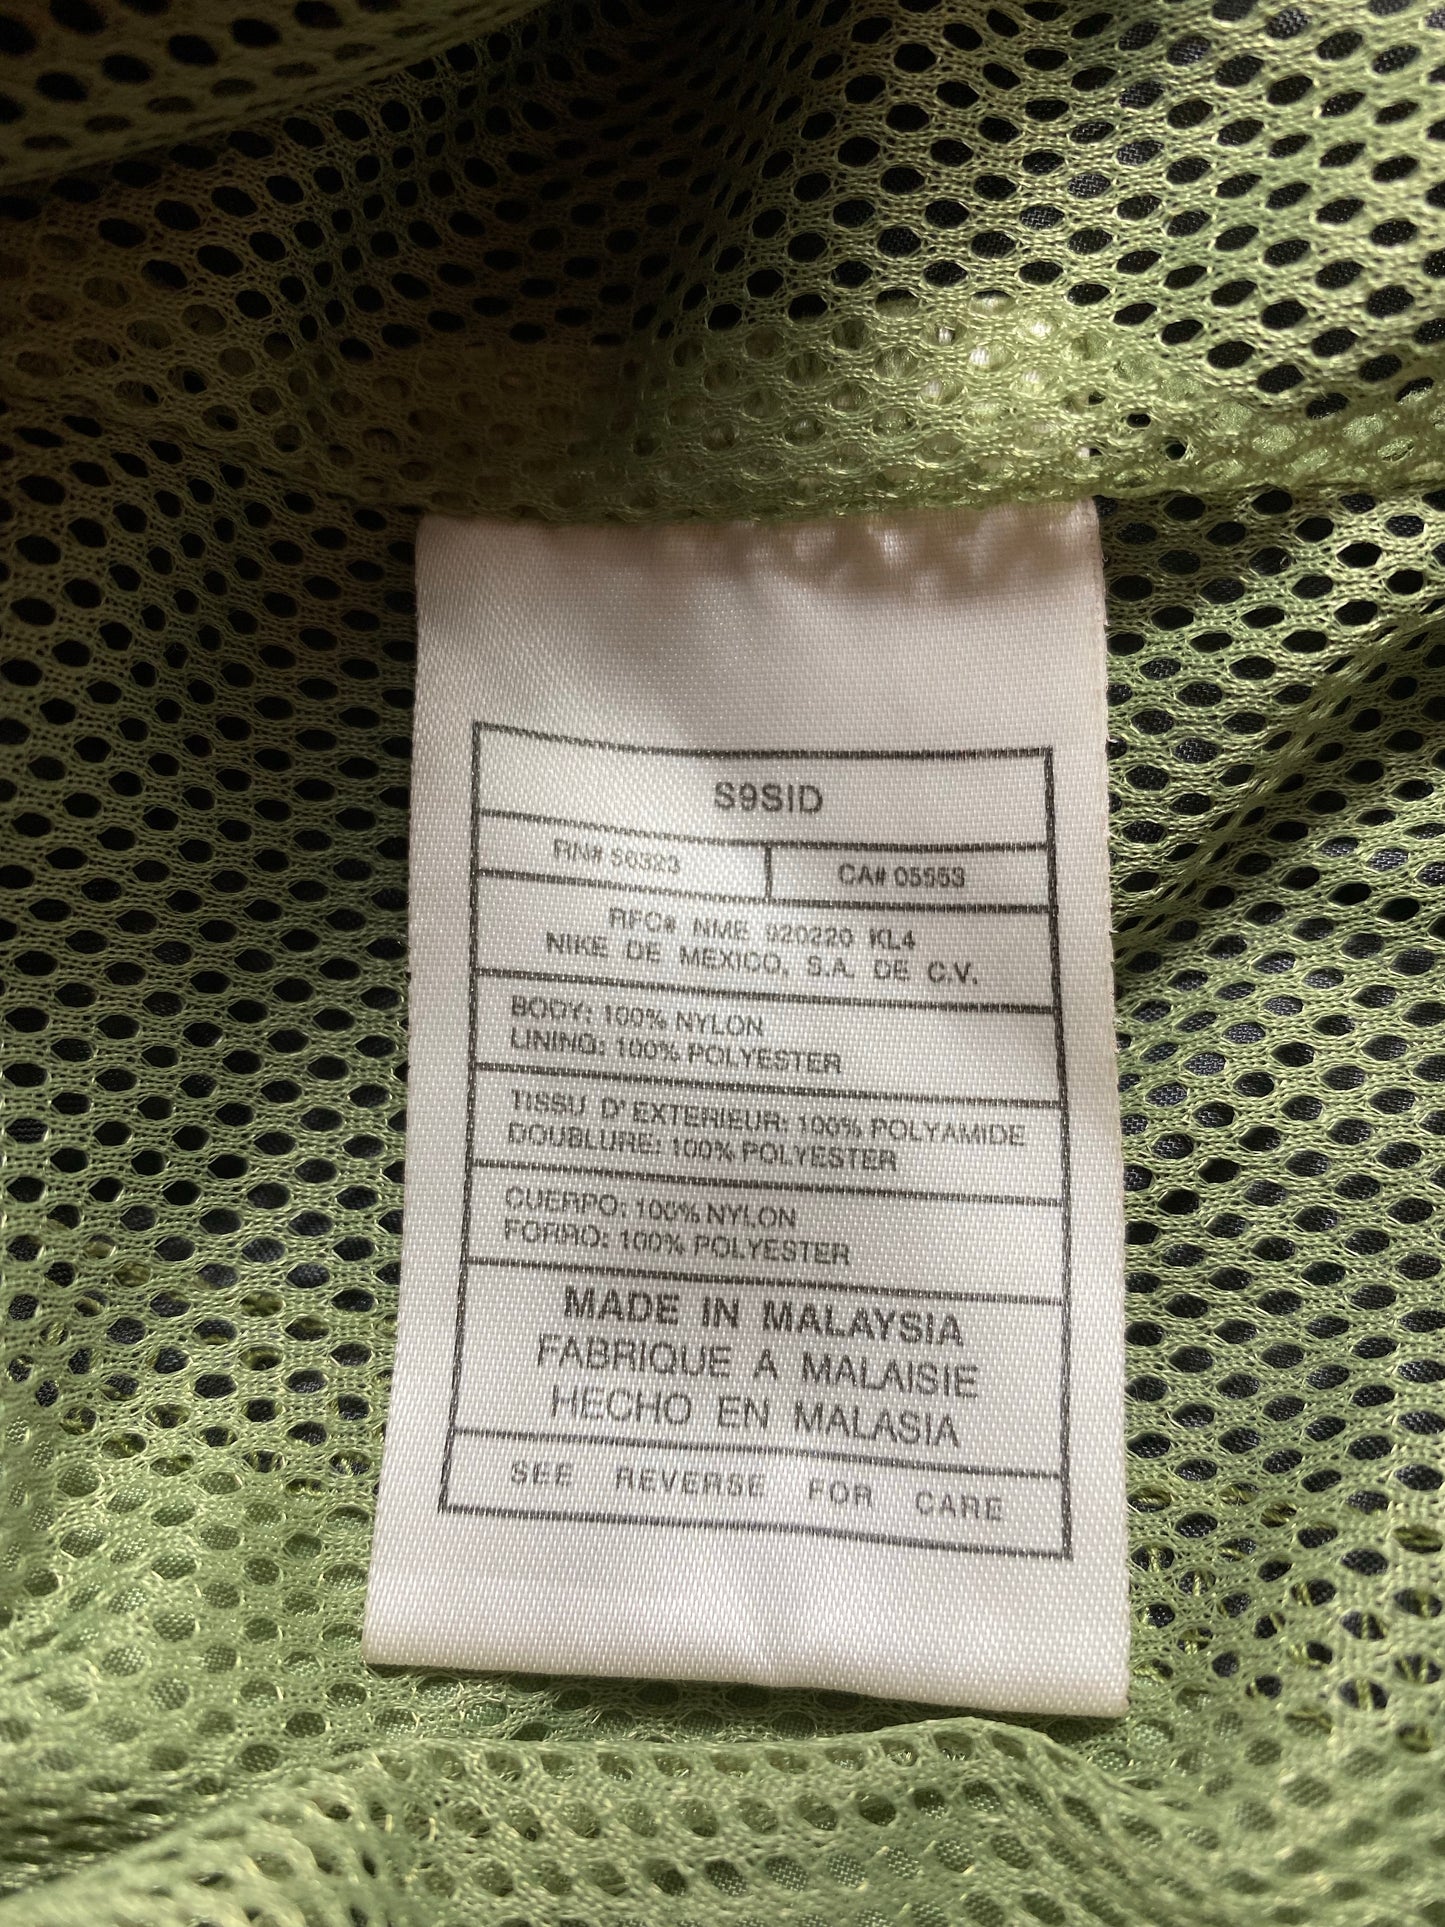 S9SID
RN# 56323
CA# 05553
RFC# NME 920220 KL4
NIKE DE MEXICO, S.A. DE C.V.
BODY: 100% NYLON
LINING: 100% POLYESTER
TISSU D'EXTERIEUR: 100% POLYAMIDE
DOUBLURE: 100% POLYESTER
CUERPO: 100% NYLON
FORRO: 100% POLYESTER
MADE IN MALAYSIA
FABRIQUE A MALAISIE
HECHO EN MALASIA
SEE REVERSE FOR CARE